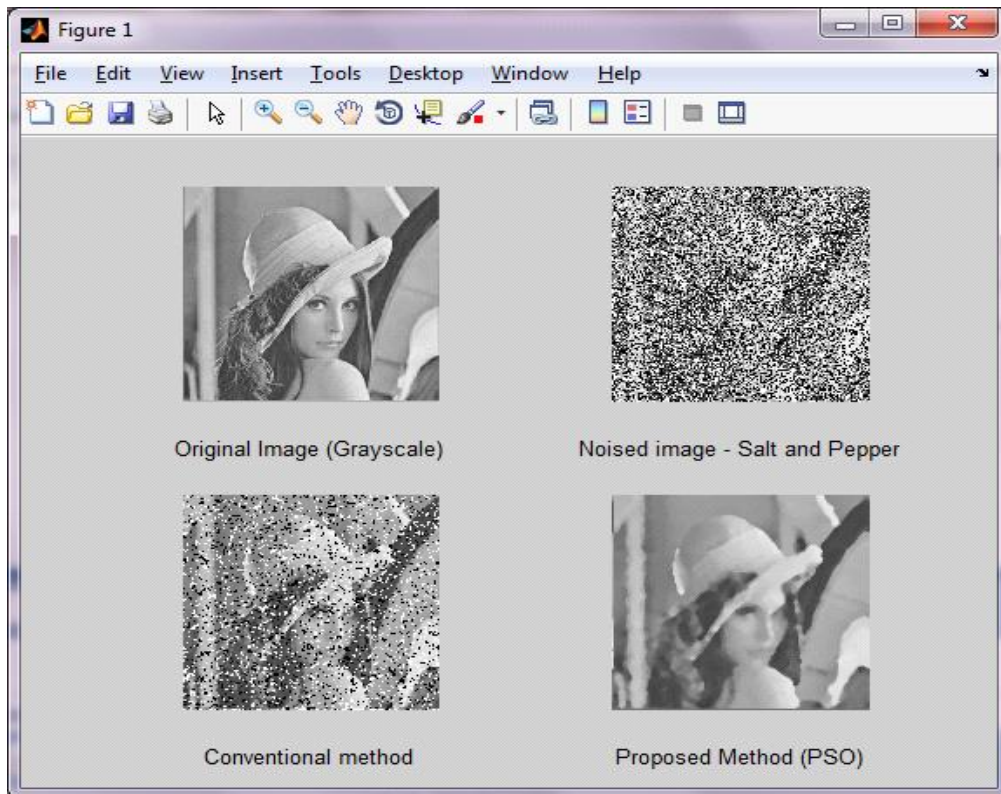 Figure 1
File Edit View Insert Tools Desktop Window Help
Original Image (Grayscale)
Noised image - Salt and Pepper
Conventional method
Proposed Method (PSO)